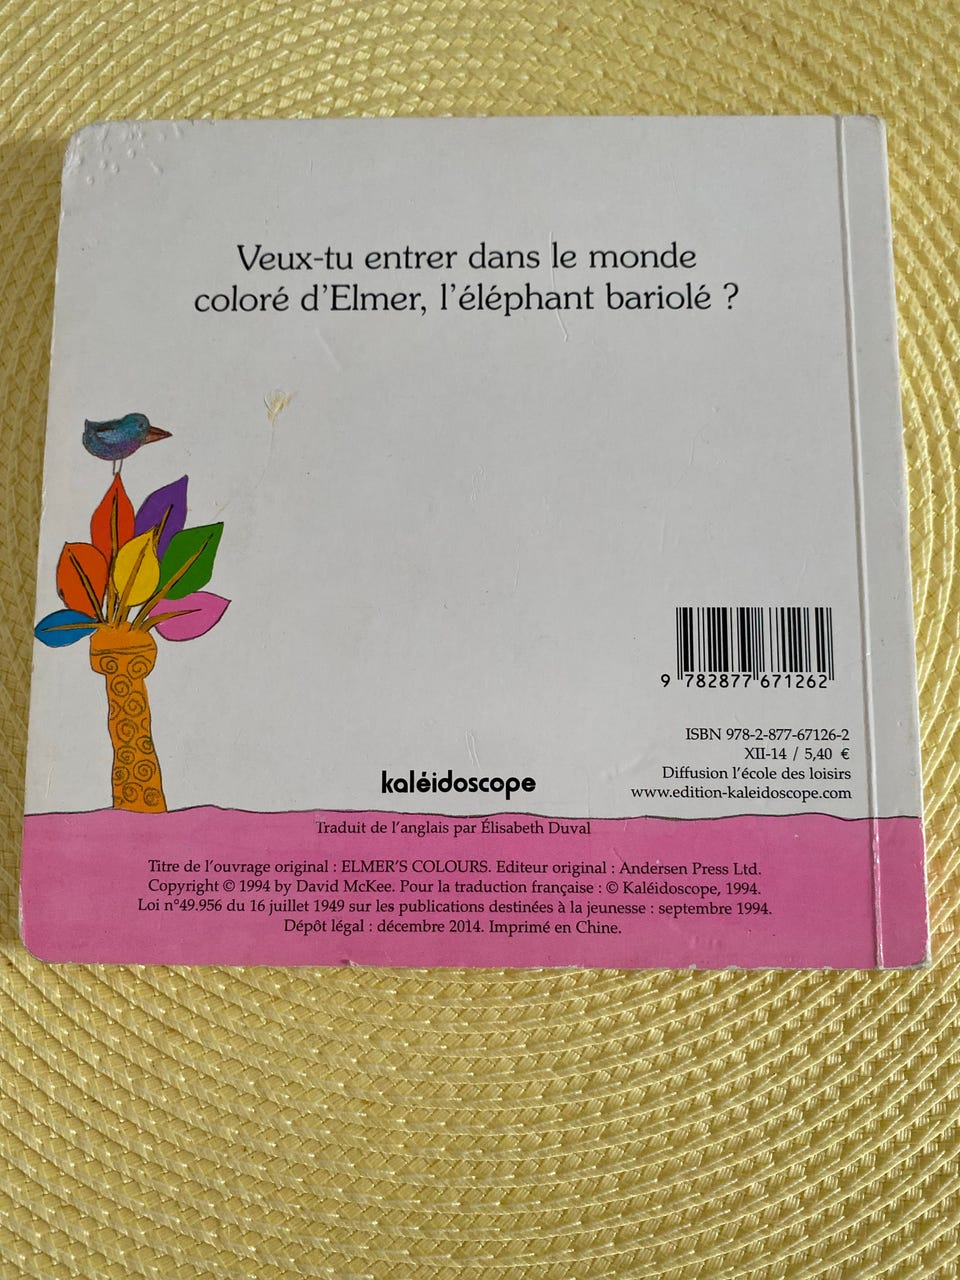 Veux-tu entrer dans le monde
coloré d'Elmer, l'éléphant bariolé ?
9 782877 671262
ISBN 978-2-877-67126-2
XII-14 / 5,40 €
Diffusion l'école des loisirs
www.edition-kaleidoscope.com
kaléidoscope
Traduit de l'anglais par Élisabeth Duval
Titre de l'ouvrage original : ELMER'S COLOURS. Editeur original : Andersen Press Ltd.
Copyright © 1994 by David McKee. Pour la traduction française : © Kaléidoscope, 1994.
Loi n°49.956 du 16 juillet 1949 sur les publications destinées à la jeunesse : septembre 1994.
Dépôt légal : décembre 2014. Imprimé en Chine.